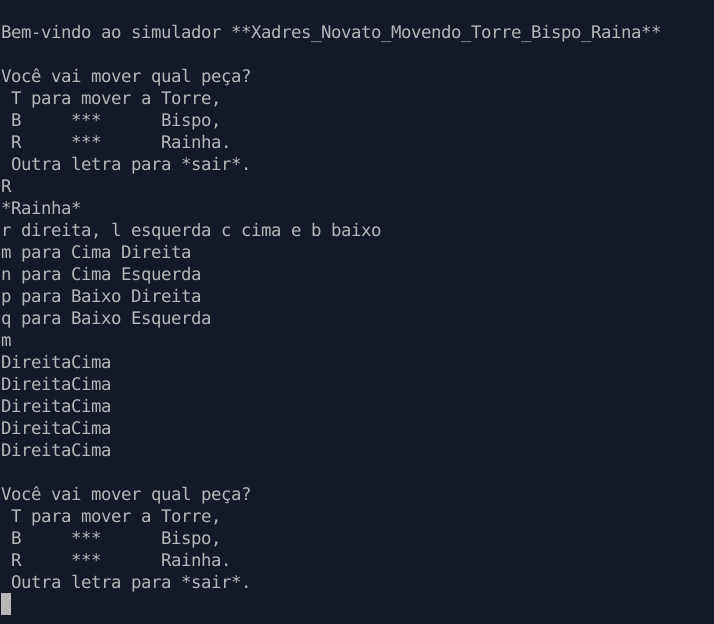 Bem-vindo ao simulador **Xadres_Novato_Movendo_Torre_Bispo_Raina**
Você vai mover qual peça?
T para mover a Torre,
B     ***      Bispo,
R     ***      Rainha.
Outra letra para *sair*.
R
*Rainha*
r direita, l esquerda c cima e b baixo
m para Cima Direita
n para Cima Esquerda
p para Baixo Direita
q para Baixo Esquerda
m
DireitaCima
DireitaCima
DireitaCima
DireitaCima
DireitaCima
Você vai mover qual peça?
T para mover a Torre,
B     ***      Bispo,
R     ***      Rainha.
Outra letra para *sair*.